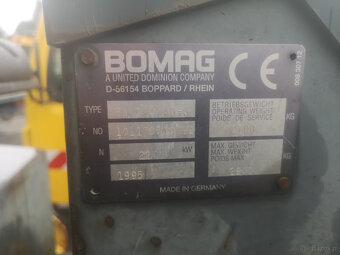 BOMAG
A UNITED DOMINION COMPANY
D-56154 BOPPARD / RHEIN
CE
TYPE
BETRIEBSGEWICHT
OPERATING WEIGHT
POIDS DE SERVICE
KG
NO
N
kW
MAX. GEWICHT
MAX. WEIGHT
POIDS MAX
KG
1995
MADE IN GERMANY